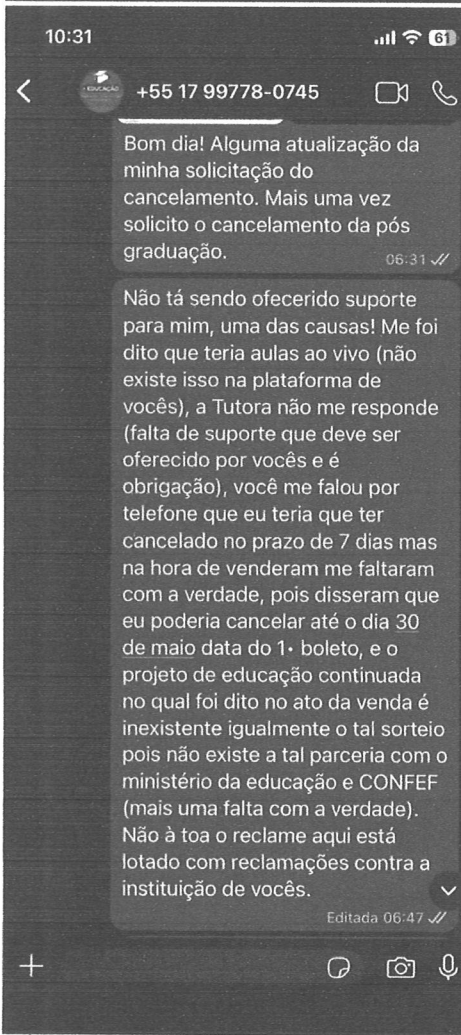 10:31
61
EDUCAÇÃO
+55 17 99778-0745
Bom dia! Alguma atualização da
minha solicitação do
cancelamento. Mais uma vez
solicito o cancelamento da pós
graduação.
06:31
Não tá sendo ofecerido suporte
para mim, uma das causas! Me foi
dito que teria aulas ao vivo (não
existe isso na plataforma de
vocês), a Tutora não me responde
(falta de suporte que deve ser
oferecido por vocês e é
obrigação), você me falou por
telefone que eu teria que ter
cancelado no prazo de 7 dias mas
na hora de venderam me faltaram
com a verdade, pois disseram que
eu poderia cancelar até o dia 30
de maio data do 1• boleto, e o
projeto de educação continuada
no qual foi dito no ato da venda é
inexistente igualmente o tal sorteio
pois não existe a tal parceria com o
ministério da educação e CONFEF
(mais uma falta com a verdade).
Não à toa o reclame aqui está
lotado com reclamações contra a
instituição de vocês.
Editada 06:47